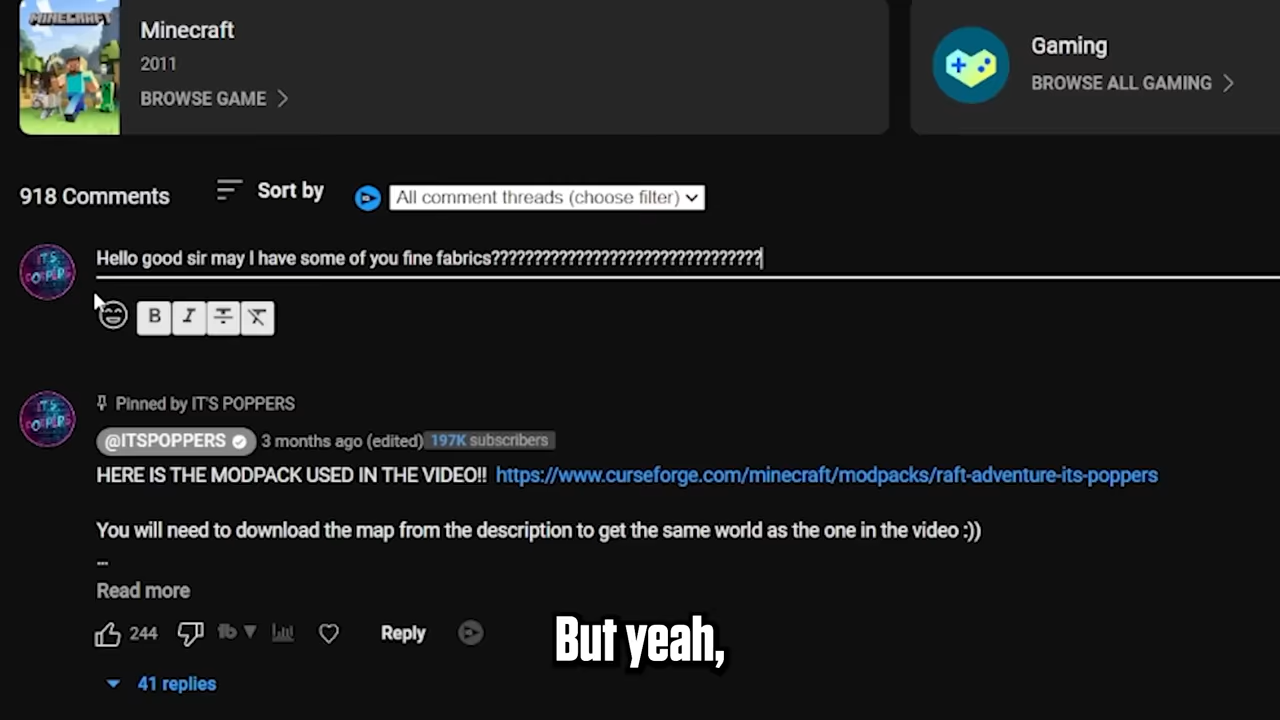 MINECRAFT
Minecraft
2011
BROWSE GAME
Gaming
BROWSE ALL GAMING
918 Comments
Sort by
All comment threads (choose filter)
Hello good sir may I have some of you fine fabrics???????????????????????????????
B I T
IT'S POPPERS
Pinned by IT'S POPPERS
@ITSPOPPERS 3 months ago (edited) 197K subscribers
HERE IS THE MODPACK USED IN THE VIDEO!! https://www.curseforge.com/minecraft/modpacks/raft-adventure-its-poppers
You will need to download the map from the description to get the same world as the one in the video :))
...
Read more
244
Reply
41 replies
But yeah,